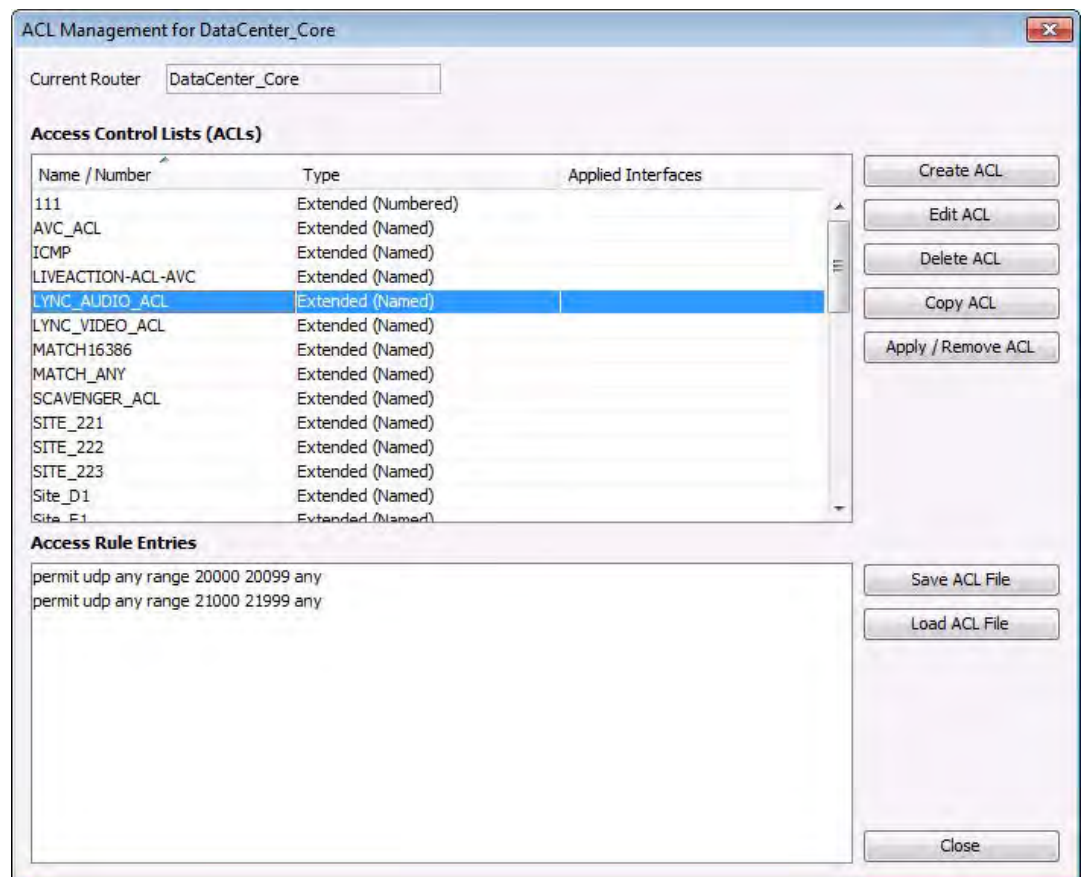 ACL Management for DataCenter_Core
Current Router DataCenter_Core
Access Control Lists (ACLs)
Name / Number Type Applied Interfaces
111 Extended (Numbered)
AVC_ACL Extended (Named)
ICMP Extended (Named)
LIVEACTION-ACL-AVC Extended (Named)
LYNC_AUDIO_ACL Extended (Named)
LYNC_VIDEO_ACL Extended (Named)
MATCH16386 Extended (Named)
MATCH_ANY Extended (Named)
SCAVENGER_ACL Extended (Named)
SITE_221 Extended (Named)
SITE_222 Extended (Named)
SITE_223 Extended (Named)
Site_D1 Extended (Named)
Site_E1 Extended (Named)
Create ACL
Edit ACL
Delete ACL
Copy ACL
Apply / Remove ACL
Access Rule Entries
permit udp any range 20000 20099 any
permit udp any range 21000 21999 any
Save ACL File
Load ACL File
Close